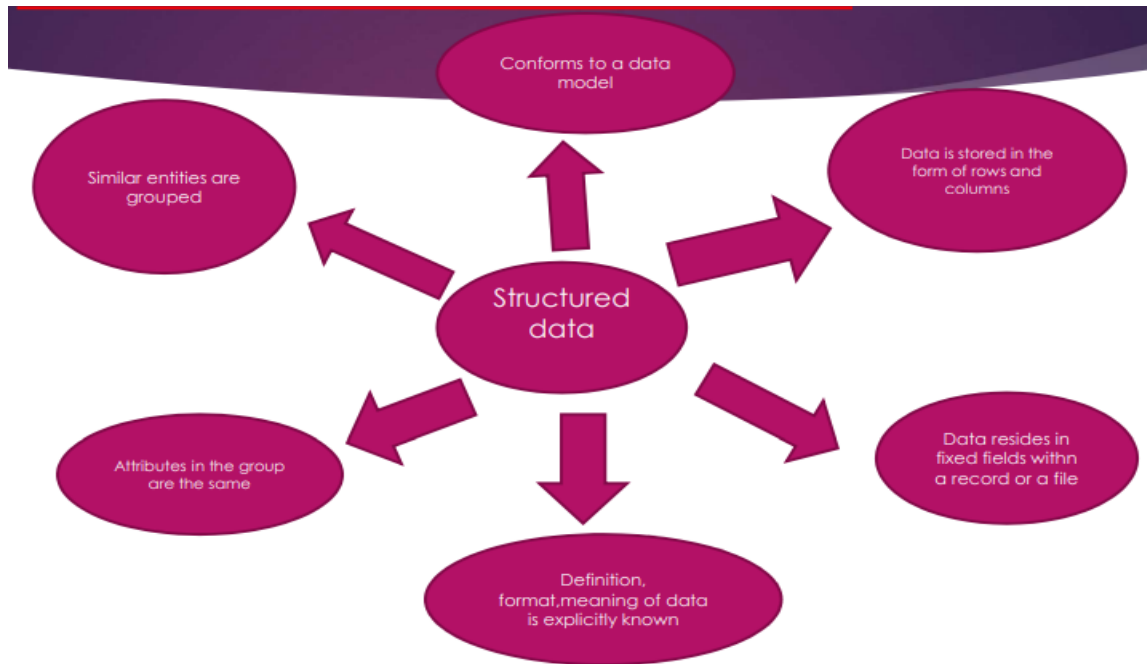 Conforms to a data
model
Similar entities are
grouped
Data is stored in the
form of rows and
columns
Structured
data
Attributes in the group
are the same
Data resides in
fixed fields withn
a record or a file
Definition,
format,meaning of data
is explicitly known